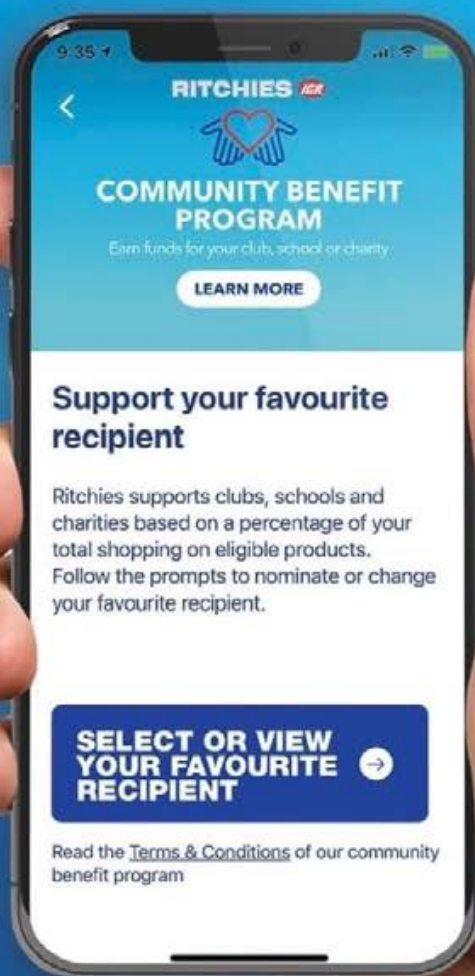 9:35
RITCHIES IGA
COMMUNITY BENEFIT
PROGRAM
Earn funds for your club, school or charity
LEARN MORE
Support your favourite
recipient
Ritchies supports clubs, schools and
charities based on a percentage of your
total shopping on eligible products.
Follow the prompts to nominate or change
your favourite recipient.
SELECT OR VIEW
YOUR FAVOURITE
RECIPIENT
Read the Terms & Conditions of our community
benefit program